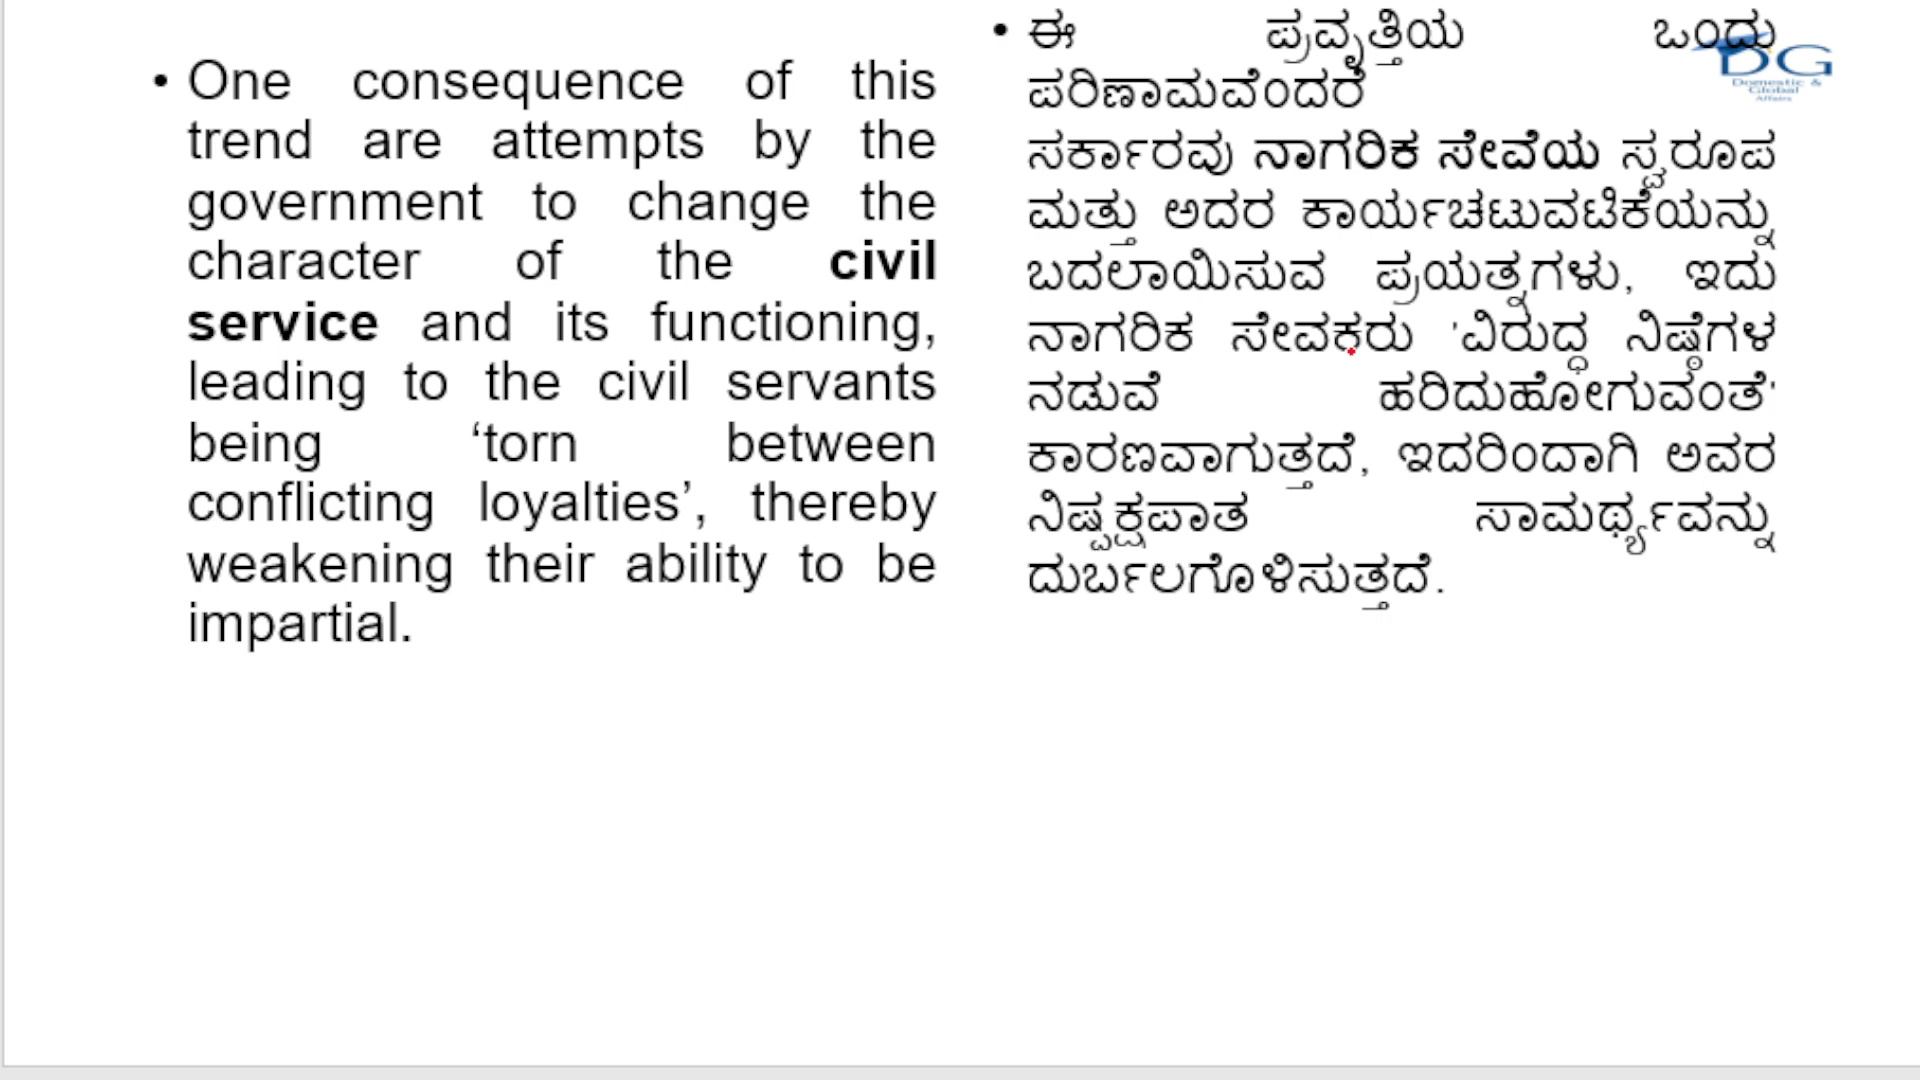 • One consequence of this
trend are attempts by the
government to change the
character of the civil
service and its functioning,
leading to the civil servants
being ‘torn between
conflicting loyalties’, thereby
weakening their ability to be
impartial.
• ಈ ಪ್ರವೃತ್ತಿಯ ಒಂದು
ಪರಿಣಾಮವೆಂದರೆ
ಸರ್ಕಾರವು ನಾಗರಿಕ ಸೇವೆಯ ಸ್ವರೂಪ
ಮತ್ತು ಅದರ ಕಾರ್ಯಚಟುವಟಿಕೆಯನ್ನು
ಬದಲಾಯಿಸುವ ಪ್ರಯತ್ನಗಳು, ಇದು
ನಾಗರಿಕ ಸೇವಕರು 'ವಿರುದ್ಧ ನಿಷ್ಠೆಗಳ
ನಡುವೆ ಹರಿದುಹೋಗುವಂತೆ'
ಕಾರಣವಾಗುತ್ತದೆ, ಇದರಿಂದಾಗಿ ಅವರ
ನಿಷ್ಪಕ್ಷಪಾತ ಸಾಮರ್ಥ್ಯವನ್ನು
ದುರ್ಬಲಗೊಳಿಸುತ್ತದೆ.
DG
Domestic &
Global
Affairs